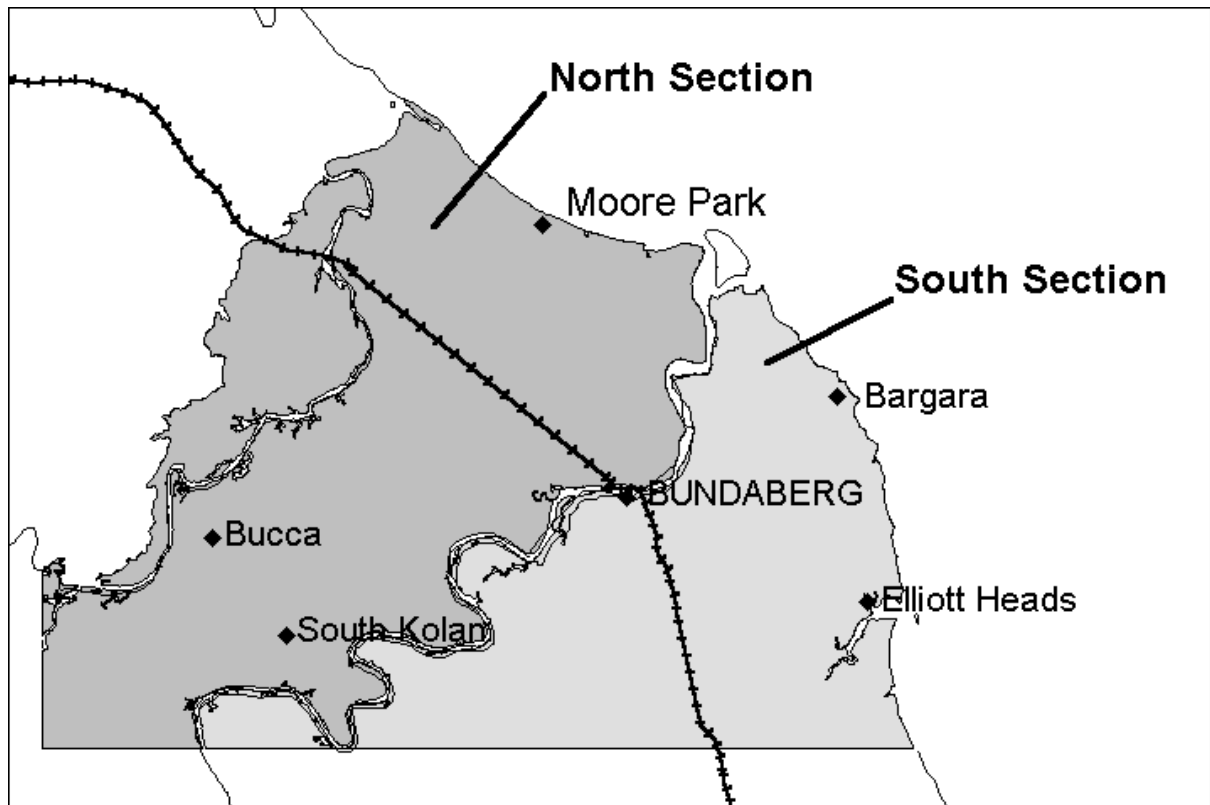 North Section
Moore Park
South Section
Bargara
BUNDABERG
Bucca
Elliott Heads
South Kolan